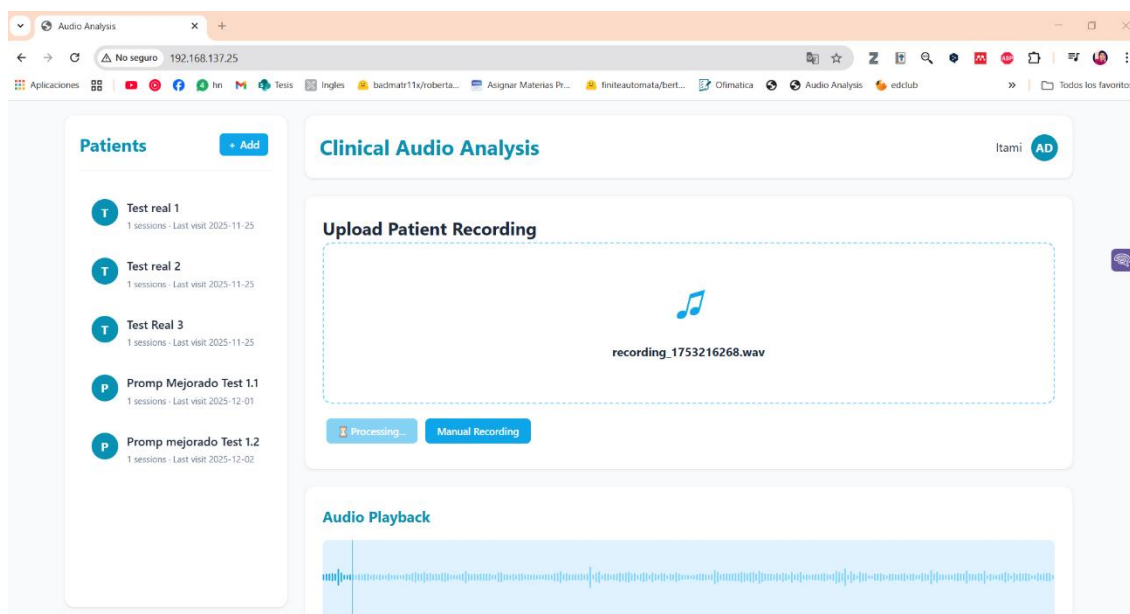 Audio Analysis
No seguro 192.168.137.25
Aplicaciones hn Tesis Ingles badmatr11x/roberta... Asignar Materias Pr... finiteautomata/bert... Ofimatica Audio Analysis edclub » Todos los favoritos
Patients
+ Add
Test real 1
1 sessions · Last visit 2025-11-25
Test real 2
1 sessions · Last visit 2025-11-25
Test Real 3
1 sessions · Last visit 2025-11-25
Promp Mejorado Test 1.1
1 sessions · Last visit 2025-12-01
Promp mejorado Test 1.2
1 sessions · Last visit 2025-12-02
T
T
T
P
P
Clinical Audio Analysis
Itami AD
Upload Patient Recording
recording_1753216268.wav
Processing... Manual Recording
Audio Playback